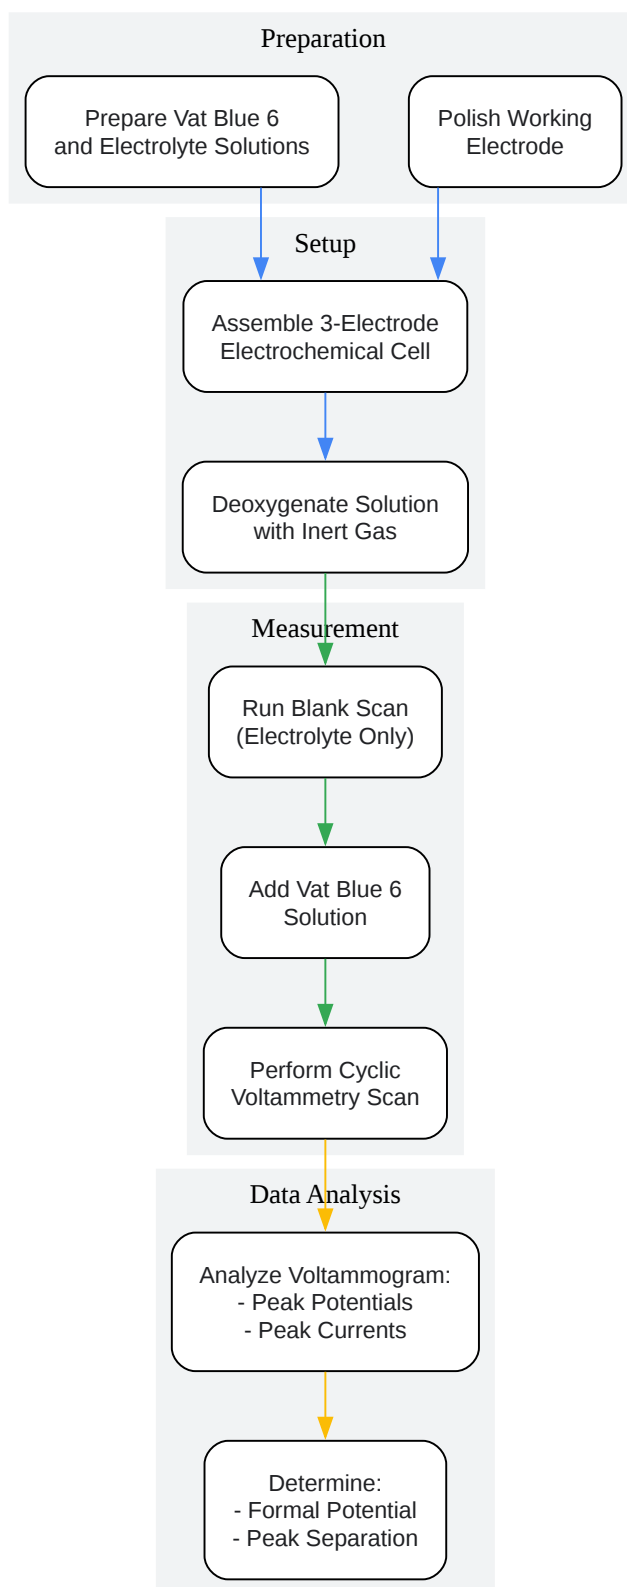 Preparation
Prepare Vat Blue 6
and Electrolyte Solutions
Polish Working
Electrode
Setup
Assemble 3-Electrode
Electrochemical Cell
Deoxygenate Solution
with Inert Gas
Measurement
Run Blank Scan
(Electrolyte Only)
Add Vat Blue 6
Solution
Perform Cyclic
Voltammetry Scan
Data Analysis
Analyze Voltammogram:
- Peak Potentials
- Peak Currents
Determine:
- Formal Potential
- Peak Separation